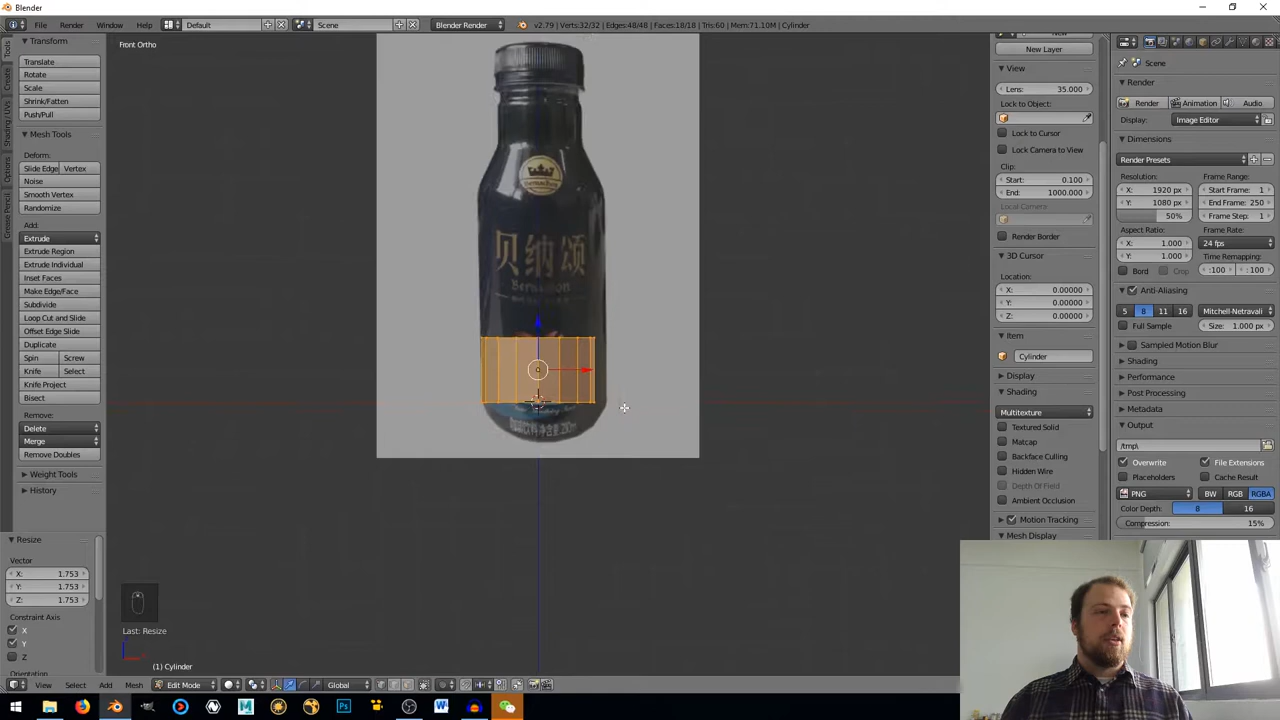 Blender
File Render Window Help Default Scene Blender Render v2.79 | Verts:32/32 | Edges:48/48 | Faces:18/18 | Tris:60 | Mem:71.10M | Cylinder
Front Ortho
Tools
Create
Shading / UVs
Options
Grease Pencil
Transform
Translate
Rotate
Scale
Shrink/Fatten
Push/Pull
Mesh Tools
Deform:
Slide Edge Vertex
Noise
Smooth Vertex
Randomize
Add:
Extrude
Extrude Region
Extrude Individual
Inset Faces
Make Edge/Face
Subdivide
Loop Cut and Slide
Offset Edge Slide
Duplicate
Spin Screw
Knife Select
Knife Project
Bisect
Remove:
Delete
Merge
Remove Doubles
Weight Tools
History
Resize
Vector
X: 1.753
Y: 1.753
Z: 1.753
Constraint Axis
X
Y
Z
Orientation
贝纳颂
Last: Resize
(1) Cylinder
View Select Add Mesh Edit Mode Global
New
New Layer
View
Lens: 35.000
Lock to Object:
Lock to Cursor
Lock Camera to View
Clip:
Start: 0.100
End: 1000.000
Local Camera:
Render Border
3D Cursor
Location:
X: 0.00000
Y: 0.00000
Z: 0.00000
Item
Cylinder
Display
Shading
Multitexture
Textured Solid
Matcap
Backface Culling
Hidden Wire
Depth Of Field
Ambient Occlusion
Motion Tracking
Mesh Display
Scene
Render
Render Animation Audio
Display: Image Editor
Dimensions
Render Presets
Resolution: Frame Range:
X: 1920 px Start Frame: 1
Y: 1080 px End Frame: 250
50% Frame Step: 1
Aspect Ratio: Frame Rate:
X: 1.000 24 fps
Y: 1.000 Time Remapping:
Bord Crop :100 :100
Anti-Aliasing
5 8 11 16 Mitchell-Netravali
Full Sample Size: 1.000 px
Sampled Motion Blur
Shading
Performance
Post Processing
Metadata
Output
/tmp\
Overwrite File Extensions
Placeholders Cache Result
PNG BW RGB RGBA
Color Depth: 8 16
Compression: 15%